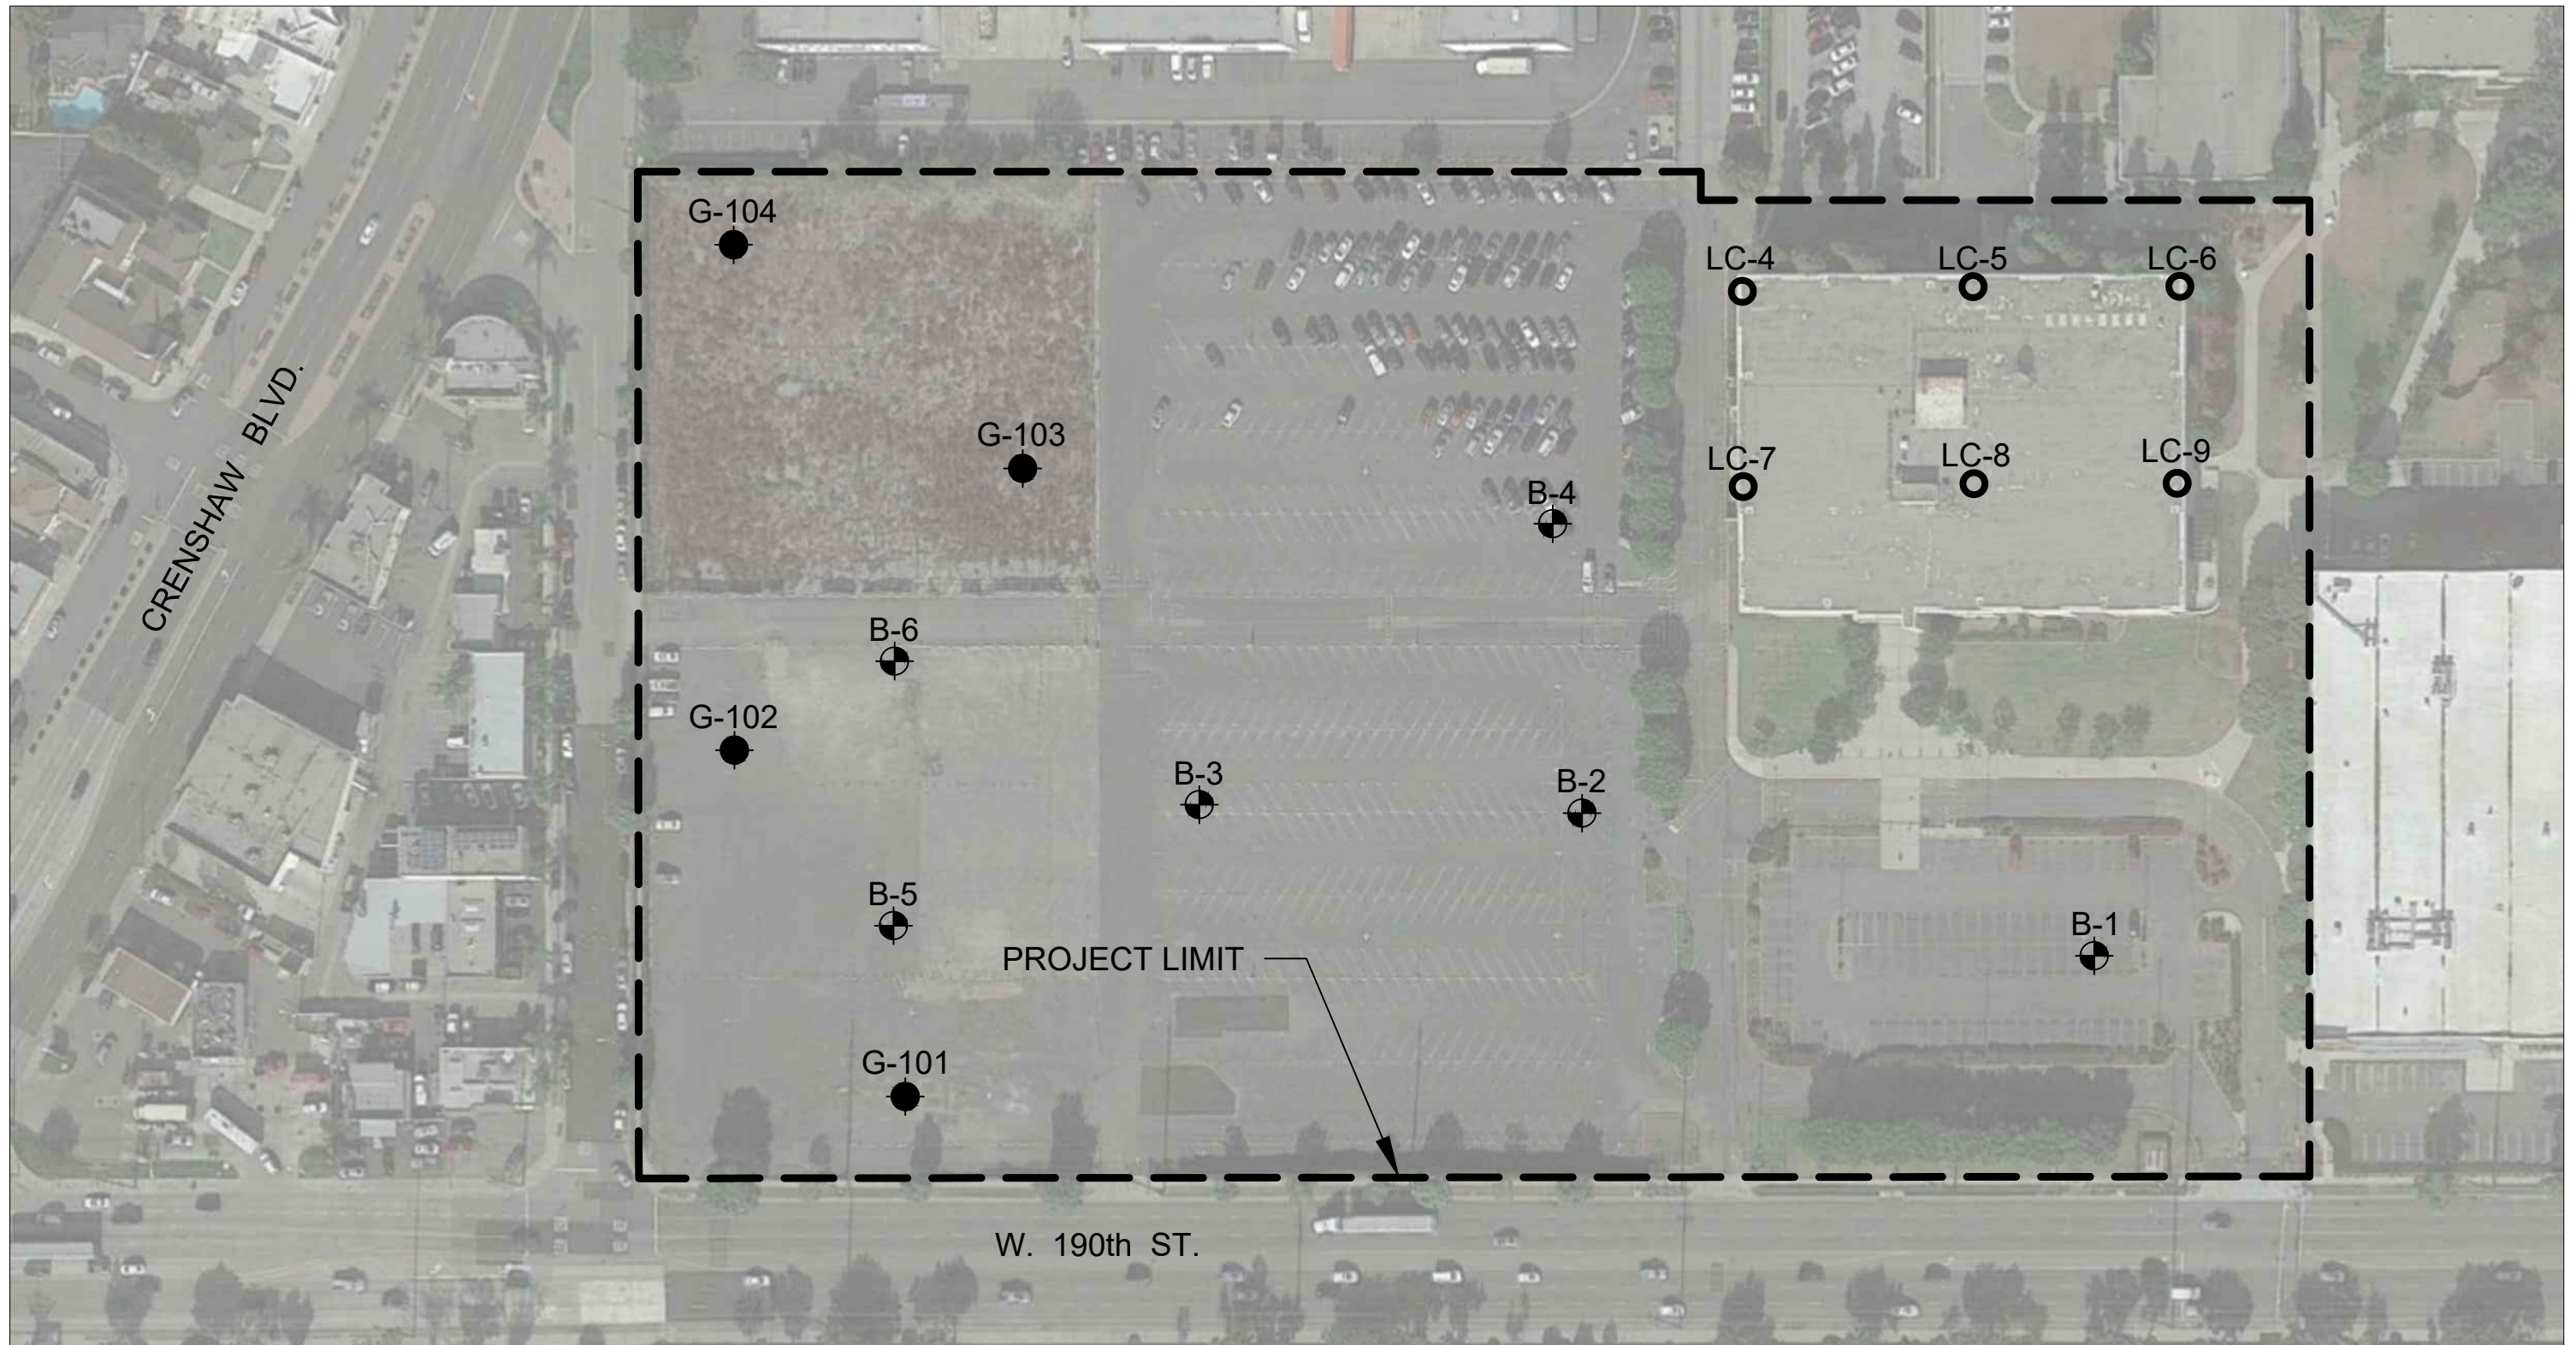 G-104
LC-4
LC-5
LC-6
CRENSHAW BLVD.
G-103
LC-7
LC-8
LC-9
B-4
B-6
G-102
B-3
B-2
B-5
B-1
PROJECT LIMIT
G-101
W. 190th ST.